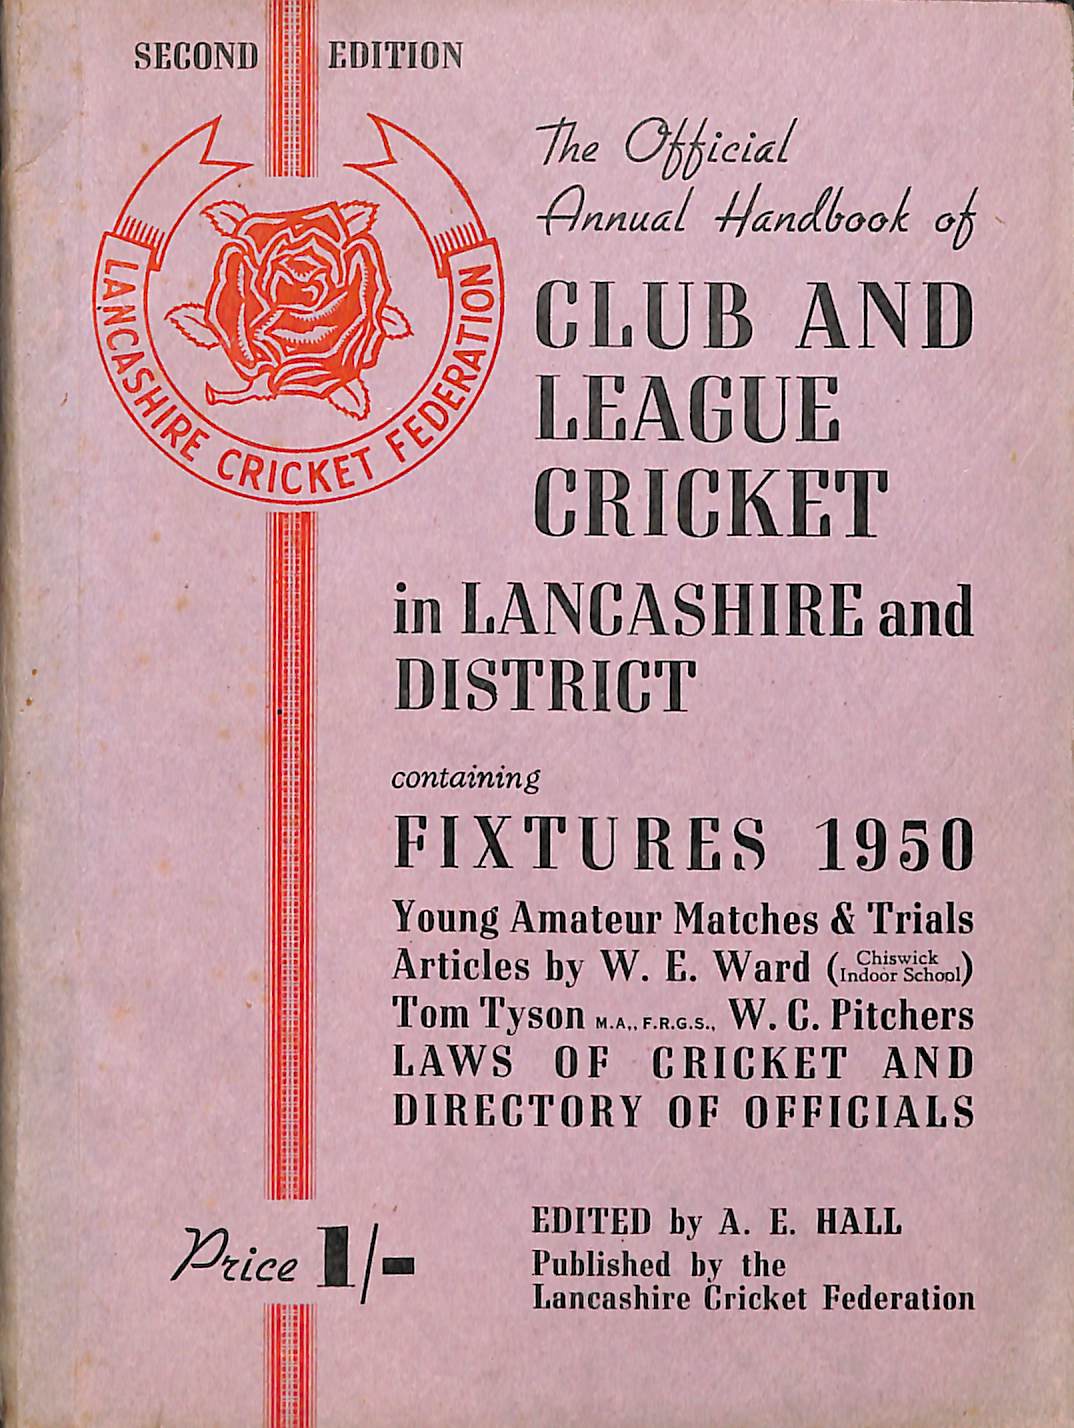 SECOND EDITION
LANCASHIRE CRICKET FEDERATION
The Official
Annual Handbook of
CLUB AND
LEAGUE
CRICKET
in LANCASHIRE and
DISTRICT
containing
FIXTURES 1950
Young Amateur Matches & Trials
Articles by W. E. Ward (Chiswick Indoor School)
Tom Tyson M.A., F.R.G.S., W. C. Pitchers
LAWS OF CRICKET AND
DIRECTORY OF OFFICIALS
Price 1/-
EDITED by A. E. HALL
Published by the
Lancashire Cricket Federation